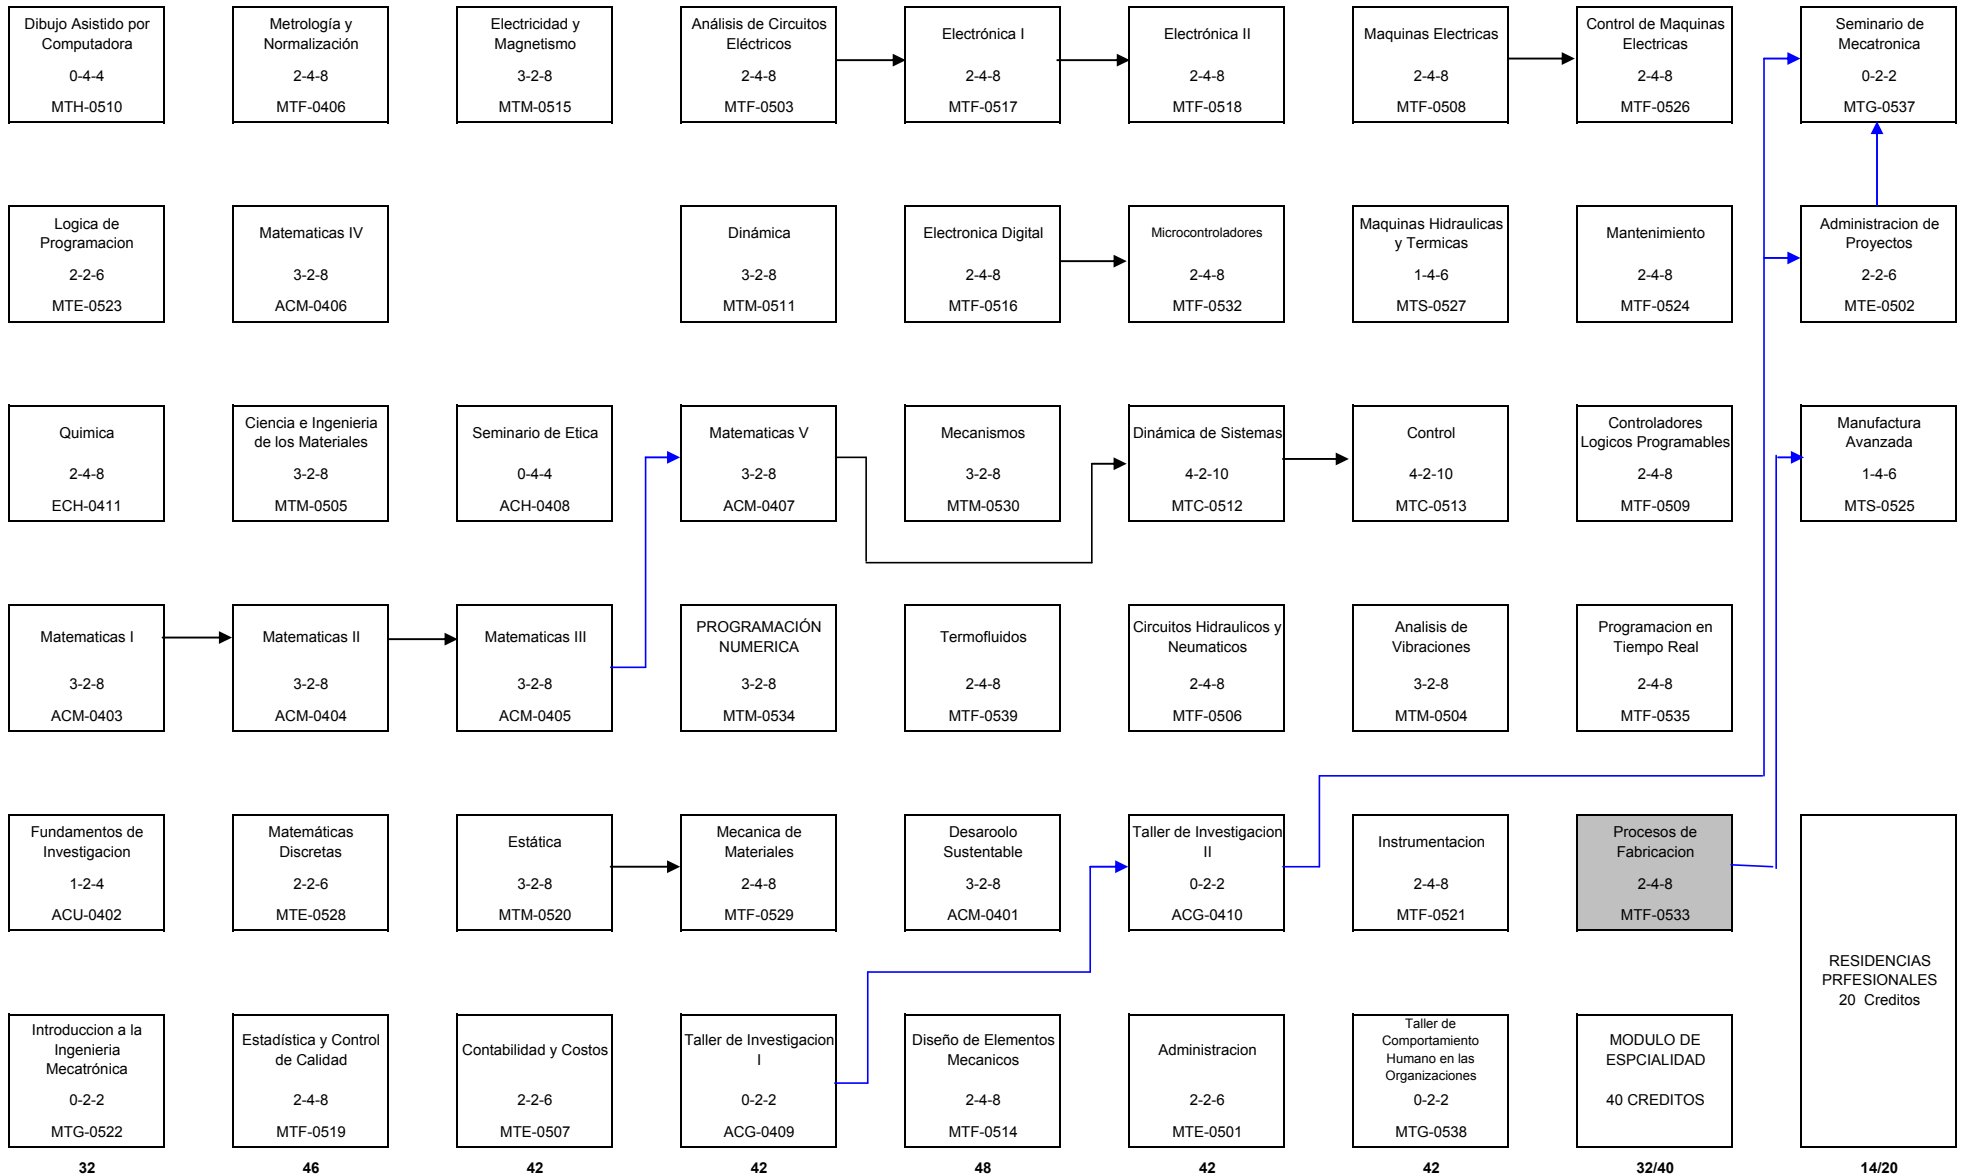 Dibujo Asistido por
Computadora
0-4-4
MTH-0510
Metrología y
Normalización
2-4-8
MTF-0406
Electricidad y
Magnetismo
3-2-8
MTM-0515
Análisis de Circuitos
Eléctricos
2-4-8
MTF-0503
Electrónica I
2-4-8
MTF-0517
Electrónica II
2-4-8
MTF-0518
Maquinas Electricas
2-4-8
MTF-0508
Control de Maquinas
Electricas
2-4-8
MTF-0526
Seminario de
Mecatronica
0-2-2
MTG-0537
Logica de
Programacion
2-2-6
MTE-0523
Matematicas IV
3-2-8
ACM-0406
Dinámica
3-2-8
MTM-0511
Electronica Digital
2-4-8
MTF-0516
Microcontroladores
2-4-8
MTF-0532
Maquinas Hidraulicas
y Termicas
1-4-6
MTS-0527
Mantenimiento
2-4-8
MTF-0524
Administracion de
Proyectos
2-2-6
MTE-0502
Quimica
2-4-8
ECH-0411
Ciencia e Ingenieria
de los Materiales
3-2-8
MTM-0505
Seminario de Etica
0-4-4
ACH-0408
Matematicas V
3-2-8
ACM-0407
Mecanismos
3-2-8
MTM-0530
Dinámica de Sistemas
4-2-10
MTC-0512
Control
4-2-10
MTC-0513
Controladores
Logicos Programables
2-4-8
MTF-0509
Manufactura
Avanzada
1-4-6
MTS-0525
Matematicas I
3-2-8
ACM-0403
Matematicas II
3-2-8
ACM-0404
Matematicas III
3-2-8
ACM-0405
PROGRAMACIÓN
NUMERICA
3-2-8
MTM-0534
Termofluidos
2-4-8
MTF-0539
Circuitos Hidraulicos y
Neumaticos
2-4-8
MTF-0506
Analisis de
Vibraciones
3-2-8
MTM-0504
Programacion en
Tiempo Real
2-4-8
MTF-0535
Fundamentos de
Investigacion
1-2-4
ACU-0402
Matemáticas
Discretas
2-2-6
MTE-0528
Estática
3-2-8
MTM-0520
Mecanica de
Materiales
2-4-8
MTF-0529
Desaroolo
Sustentable
3-2-8
ACM-0401
Taller de Investigacion
II
0-2-2
ACG-0410
Instrumentacion
2-4-8
MTF-0521
Procesos de
Fabricacion
2-4-8
MTF-0533
RESIDENCIAS
PRFESIONALES
20 Creditos
Introduccion a la
Ingenieria
Mecatrónica
0-2-2
MTG-0522
Estadística y Control
de Calidad
2-4-8
MTF-0519
Contabilidad y Costos
2-2-6
MTE-0507
Taller de Investigacion
I
0-2-2
ACG-0409
Diseño de Elementos
Mecanicos
2-4-8
MTF-0514
Administracion
2-2-6
MTE-0501
Taller de
Comportamiento
Humano en las
Organizaciones
0-2-2
MTG-0538
MODULO DE
ESPCIALIDAD
40 CREDITOS
32
46
42
42
48
42
42
32/40
14/20